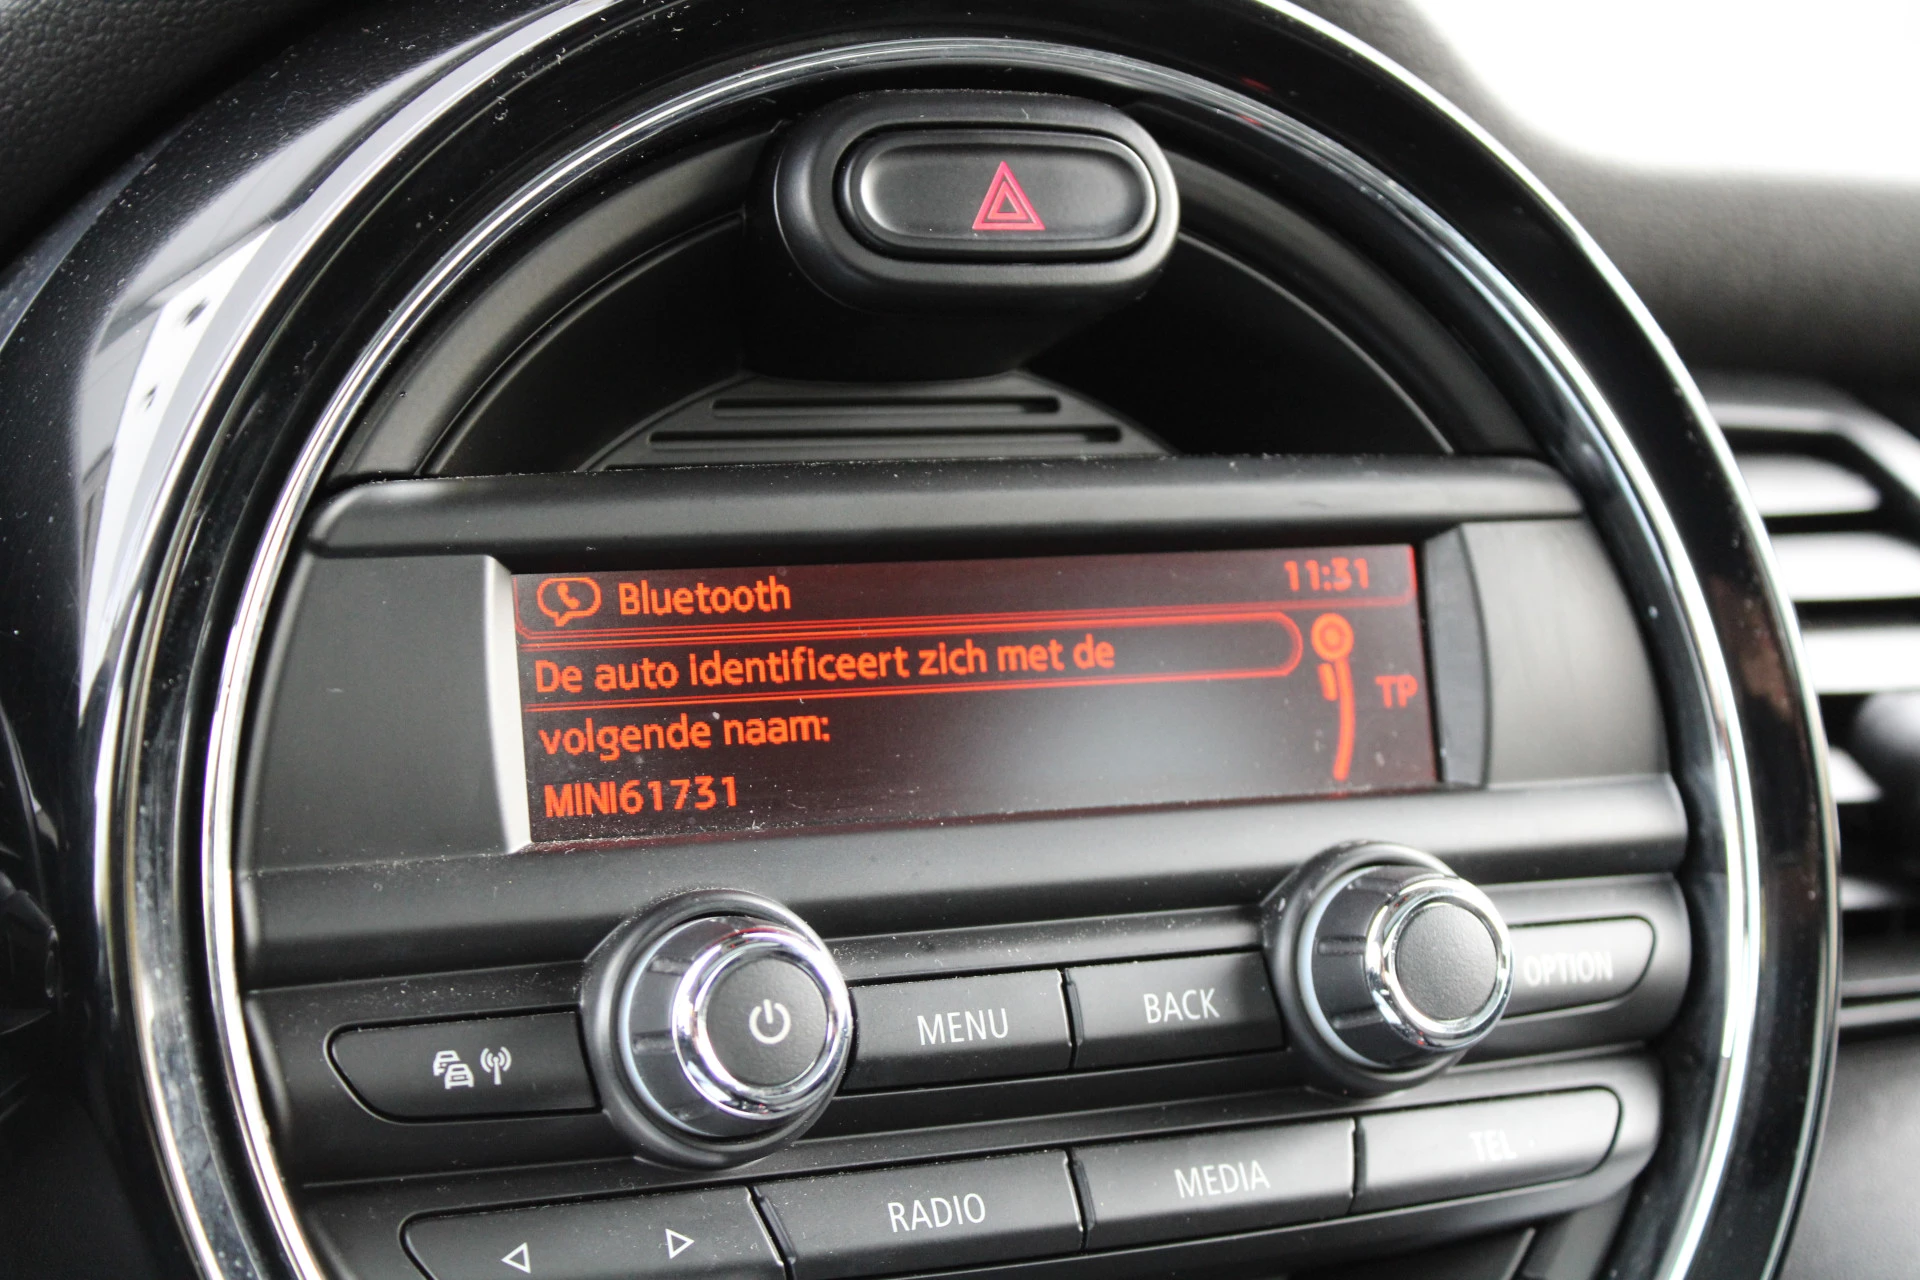 Bluetooth 11:31
De auto identificeert zich met de
TP
volgende naam:
MINI61731
MENU BACK OPTION
RADIO MEDIA TEL